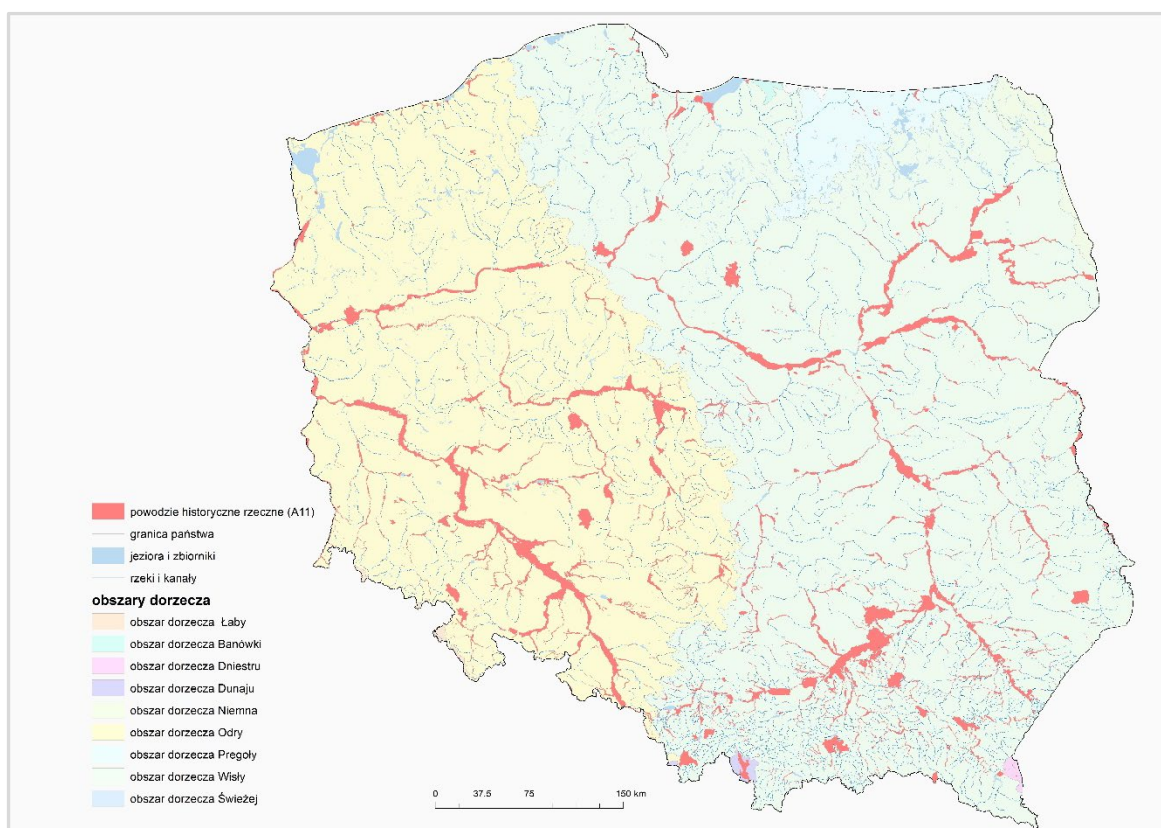 powodzie historyczne rzeczne (A11)
granica państwa
jeziora i zbiorniki
rzeki i kanały
obszary dorzecza
obszar dorzecza Łaby
obszar dorzecza Banówki
obszar dorzecza Dniestru
obszar dorzecza Dunaju
obszar dorzecza Niemna
obszar dorzecza Odry
obszar dorzecza Pregoły
obszar dorzecza Wisły
obszar dorzecza Świeżej
0 37.5 75 150 km